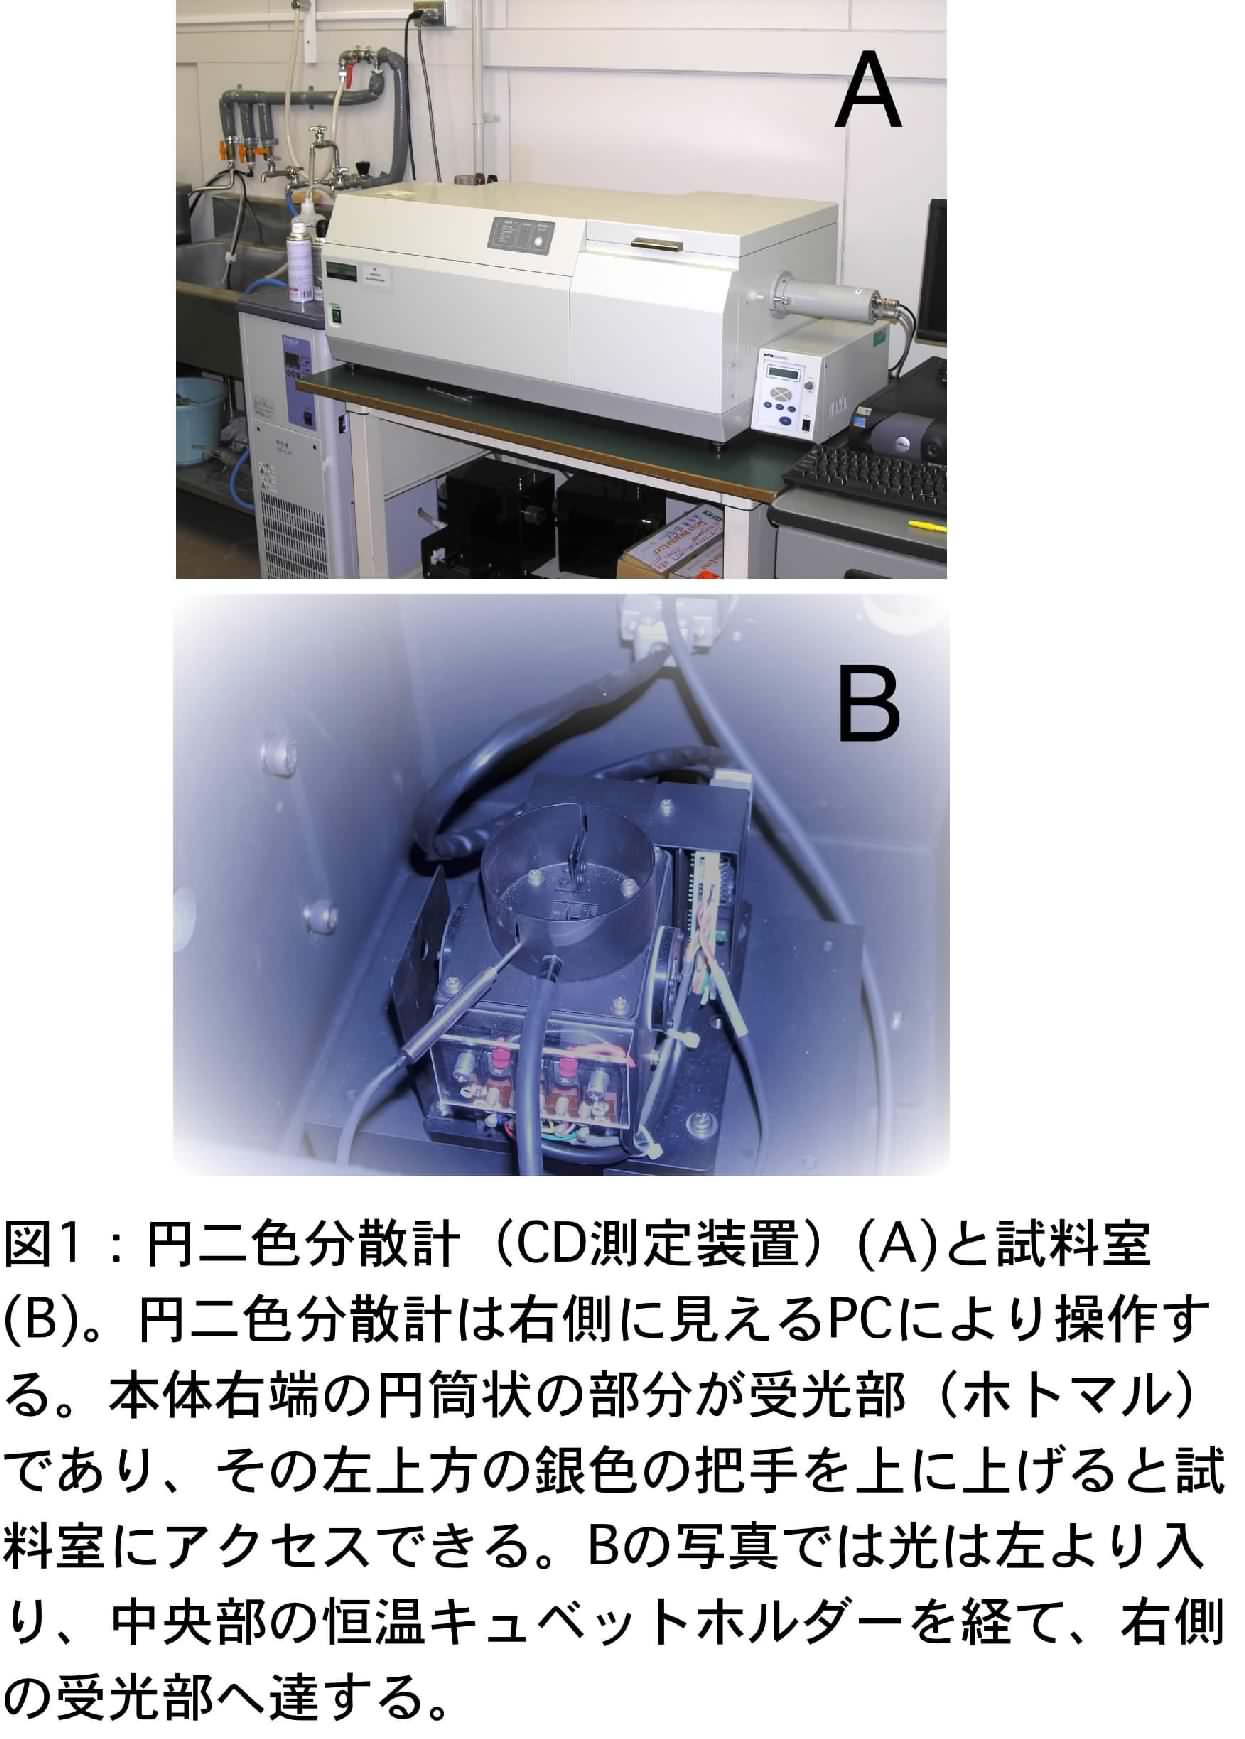 A
B
図1：円二色分散計（CD測定装置）(A)と試料室
(B)。円二色分散計は右側に見えるPCにより操作す
る。本体右端の円筒状の部分が受光部（ホトマル）
であり、その左上方の銀色の把手を上に上げると試
料室にアクセスできる。Bの写真では光は左より入
り、中央部の恒温キュベットホルダーを経て、右側
の受光部へ達する。